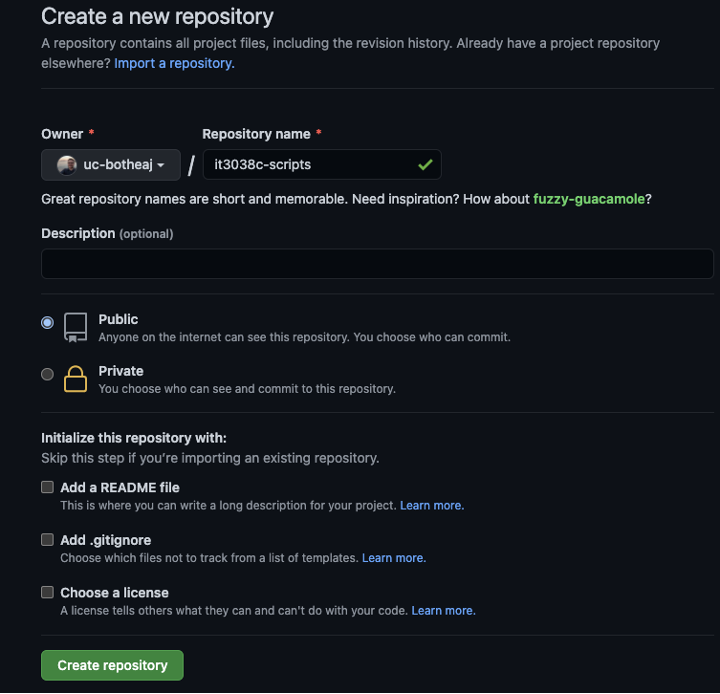 Create a new repository
A repository contains all project files, including the revision history. Already have a project repository
elsewhere? Import a repository.
Owner * Repository name *
uc-botheaj / it3038c-scripts
Great repository names are short and memorable. Need inspiration? How about fuzzy-guacamole?
Description (optional)
Public
Anyone on the internet can see this repository. You choose who can commit.
Private
You choose who can see and commit to this repository.
Initialize this repository with:
Skip this step if you're importing an existing repository.
Add a README file
This is where you can write a long description for your project. Learn more.
Add .gitignore
Choose which files not to track from a list of templates. Learn more.
Choose a license
A license tells others what they can and can't do with your code. Learn more.
Create repository